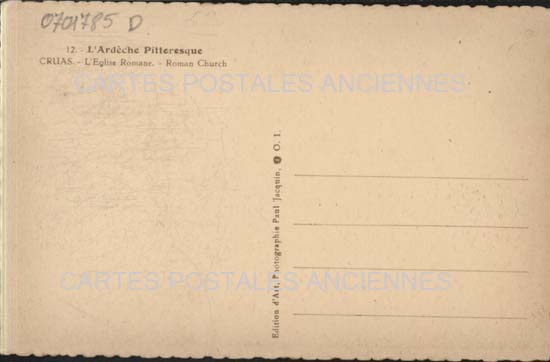 0701785 D
12. - L'Ardèche Pittoresque
CRUAS. - L'Eglise Romane. - Roman Church
CARTES POSTALES ANCIENNES
Edition d'Art, Photographie Paul Jacquin. O. I.
CARTES POSTALES ANCIENNES